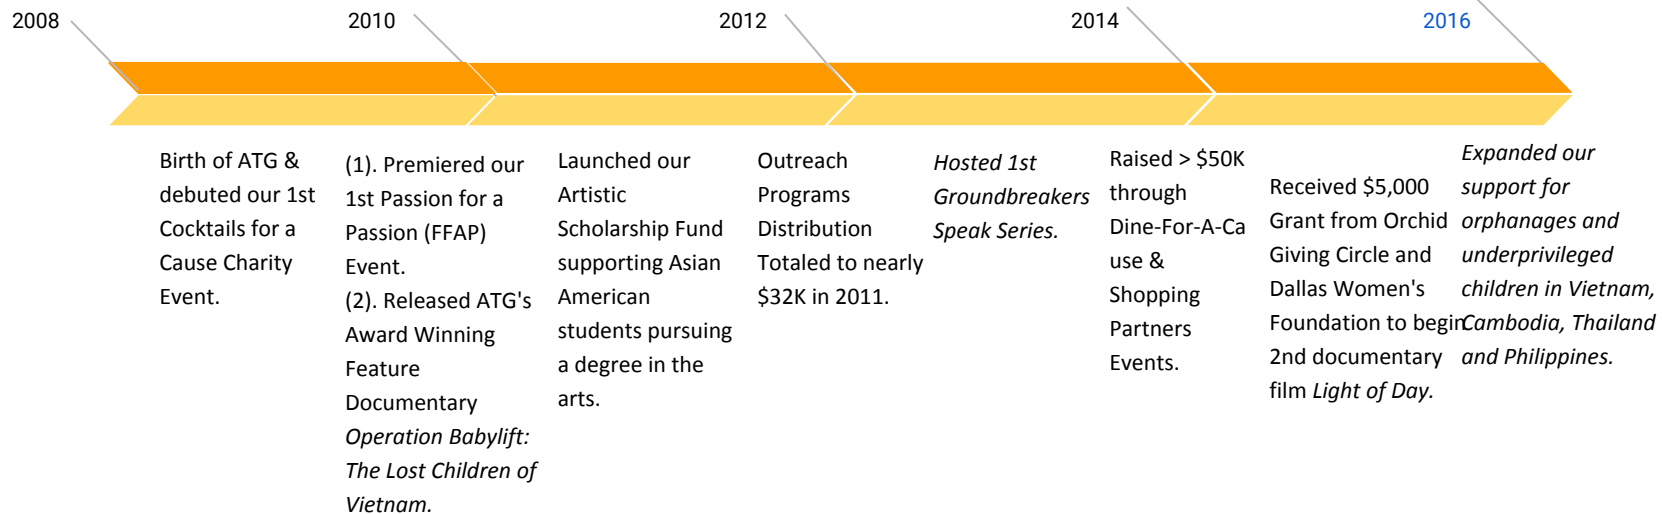 2008
2010
2012
2014
2016
Birth of ATG &
debuted our 1st
Cocktails for a
Cause Charity
Event.
(1). Premiered our
1st Passion for a
Passion (FFAP)
Event.
(2). Released ATG's
Award Winning
Feature
Documentary
Operation Babylift:
The Lost Children of
Vietnam.
Launched our
Artistic
Scholarship Fund
supporting Asian
American
students pursuing
a degree in the
arts.
Outreach
Programs
Distribution
Totaled to nearly
$32K in 2011.
Hosted 1st
Groundbreakers
Speak Series.
Raised > $50K
through
Dine-For-A-Ca
use &
Shopping
Partners
Events.
Received $5,000
Grant from Orchid
Giving Circle and
Dallas Women's
Foundation to begin
2nd documentary
film Light of Day.
Expanded our
support for
orphanages and
underprivileged
children in Vietnam,
Cambodia, Thailand
and Philippines.